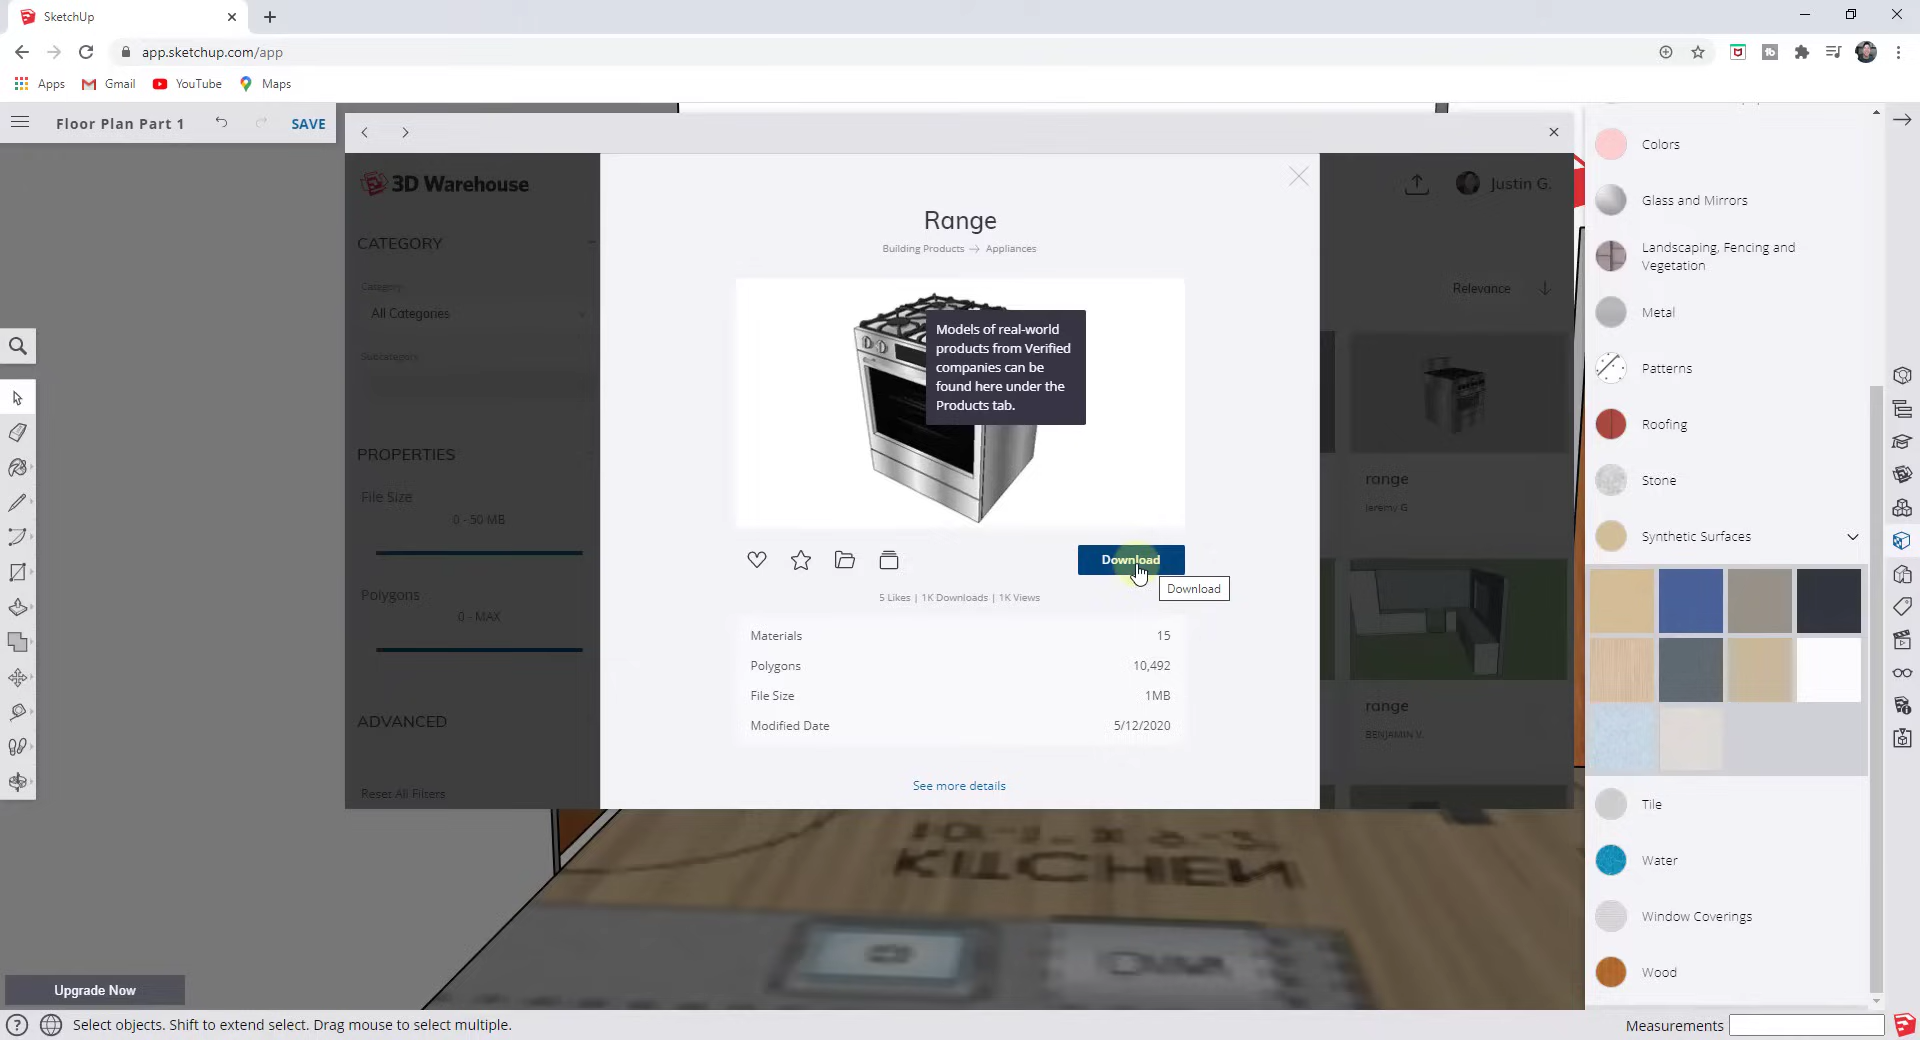 SketchUp
app.sketchup.com/app
Apps
Gmail
YouTube
Maps
Floor Plan Part 1
SAVE
3D Warehouse
Justin G.
CATEGORY
Category
All Categories
Subcategory
PROPERTIES
File Size
0 - 50 MB
Polygons
0 - MAX
ADVANCED
Reset All Filters
Range
Building Products → Appliances
Models of real-world
products from Verified
companies can be
found here under the
Products tab.
Download
Download
5 Likes | 1K Downloads | 1K Views
Materials 15
Polygons 10,492
File Size 1MB
Modified Date 5/12/2020
See more details
Relevance
range
Jeremy G.
range
BENJAMIN V.
Colors
Glass and Mirrors
Landscaping, Fencing and
Vegetation
Metal
Patterns
Roofing
Stone
Synthetic Surfaces
Tile
Water
Window Coverings
Wood
KITCHEN
Upgrade Now
Select objects. Shift to extend select. Drag mouse to select multiple.
Measurements